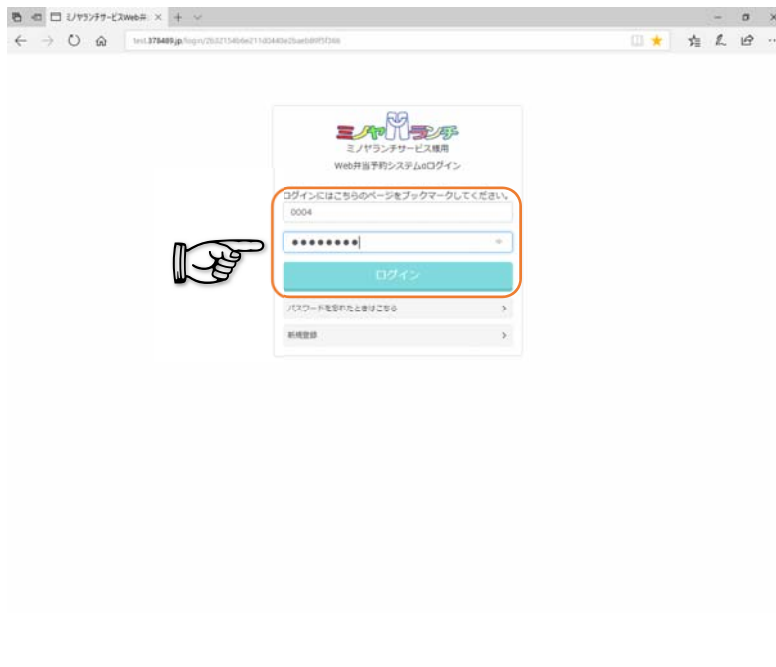 ミノヤランチサービスWeb弁
ミノヤランチ
ミノヤランチサービス様用
Web弁当予約システムoログイン
ログインにはこちらのページをブックマークしてください。
0004
●●●●●●●●
ログイン
パスワードを忘れたときはこちら
新規登録